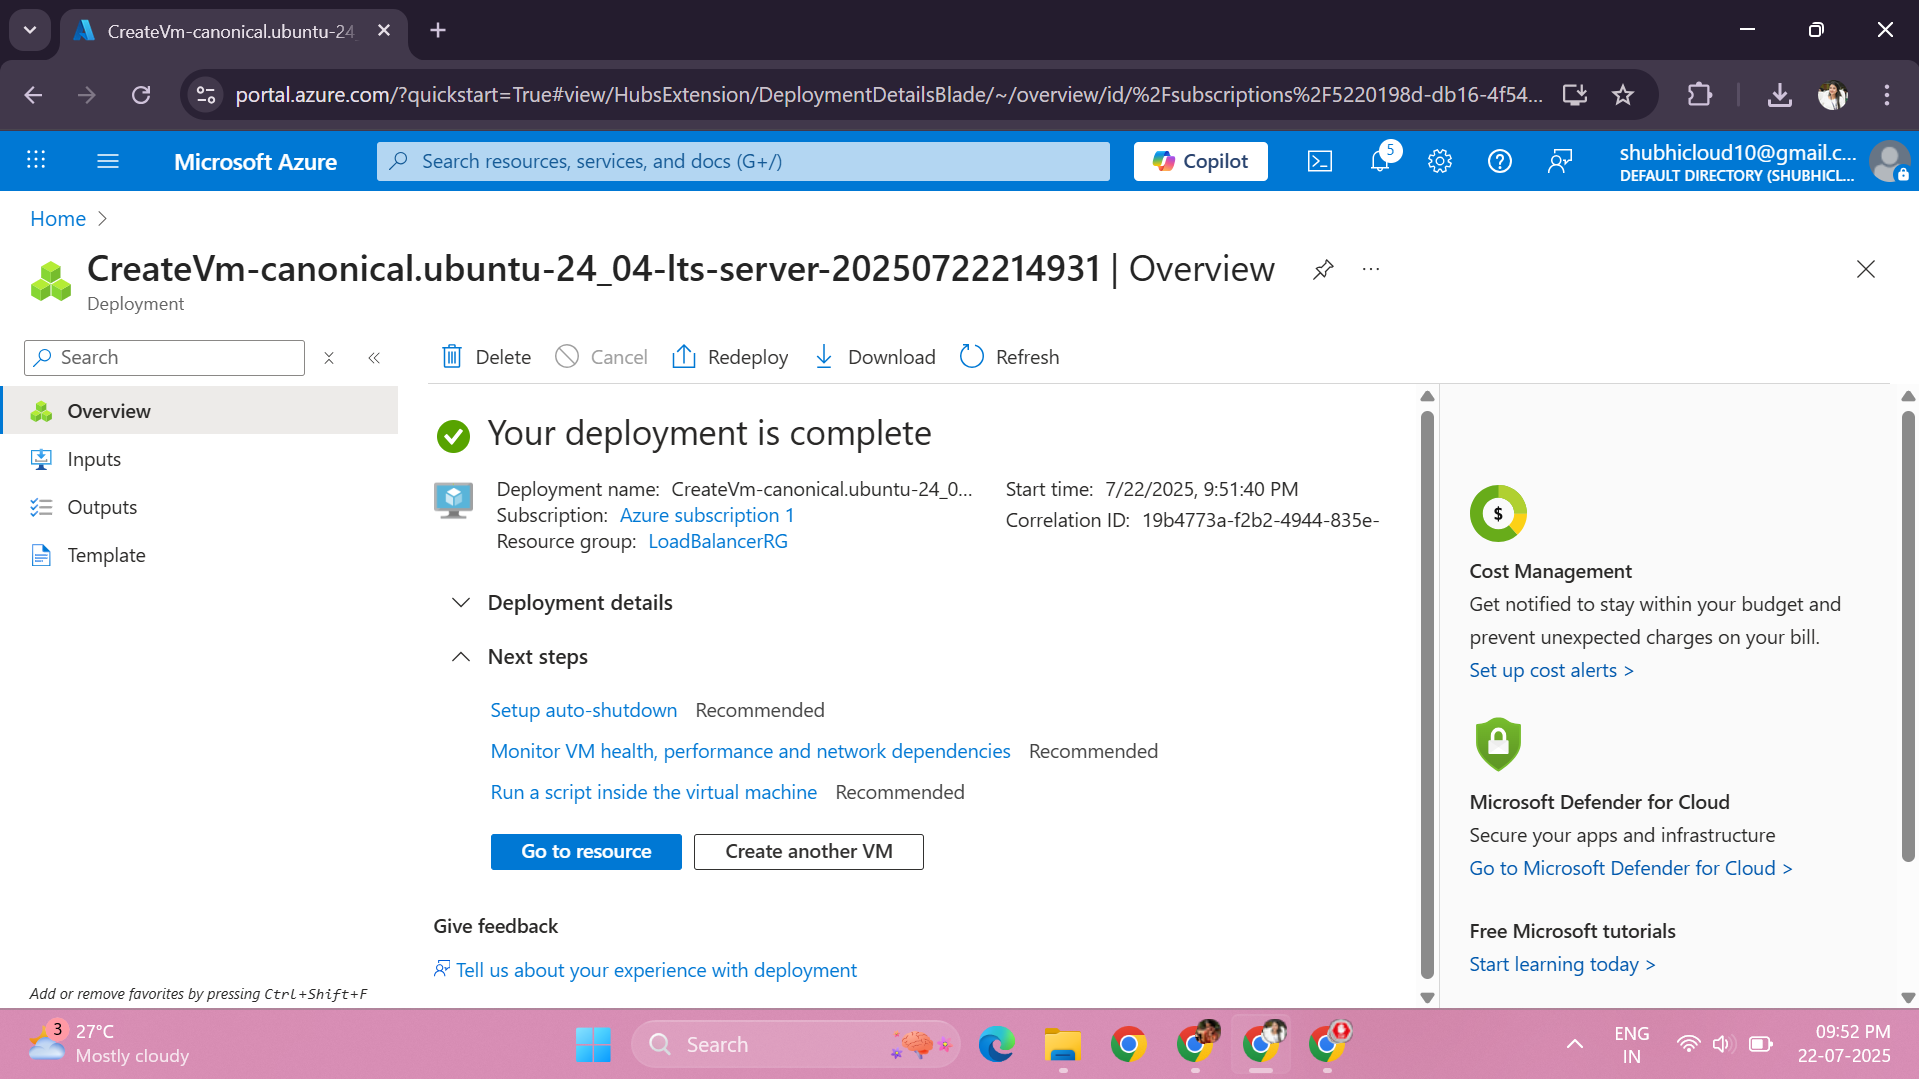 CreateVm-canonical.ubuntu-24_
portal.azure.com/?quickstart=True#view/HubsExtension/DeploymentDetailsBlade/~/overview/id/%2Fsubscriptions%2F5220198d-db16-4f54...
Microsoft Azure
Search resources, services, and docs (G+/)
Copilot
5
shubhicloud10@gmail.c...
DEFAULT DIRECTORY (SHUBHICL...
Home
CreateVm-canonical.ubuntu-24_04-lts-server-20250722214931 | Overview
Deployment
Search
Delete
Cancel
Redeploy
Download
Refresh
Overview
Inputs
Outputs
Template
Your deployment is complete
Deployment name: CreateVm-canonical.ubuntu-24_0...
Subscription: Azure subscription 1
Resource group: LoadBalancerRG
Start time: 7/22/2025, 9:51:40 PM
Correlation ID: 19b4773a-f2b2-4944-835e-
Deployment details
Next steps
Setup auto-shutdown Recommended
Monitor VM health, performance and network dependencies Recommended
Run a script inside the virtual machine Recommended
Go to resource
Create another VM
Give feedback
Tell us about your experience with deployment
$
Cost Management
Get notified to stay within your budget and
prevent unexpected charges on your bill.
Set up cost alerts >
Microsoft Defender for Cloud
Secure your apps and infrastructure
Go to Microsoft Defender for Cloud >
Free Microsoft tutorials
Start learning today >
Add or remove favorites by pressing Ctrl+Shift+F
3
27°C
Mostly cloudy
Search
ENG
IN
09:52 PM
22-07-2025